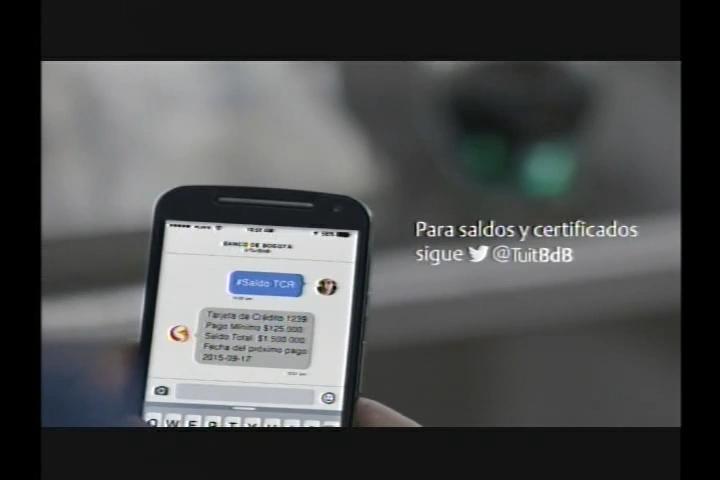 Para saldos y certificados
sigue @TuitBdB
BANCO DE BOGOTÁ
#Saldo TCR
Tarjeta de Crédito 1239
Pago Mínimo $125.000
Saldo Total: $1.500.000
Fecha del próximo pago
2015-09-17
Q W E R T Y